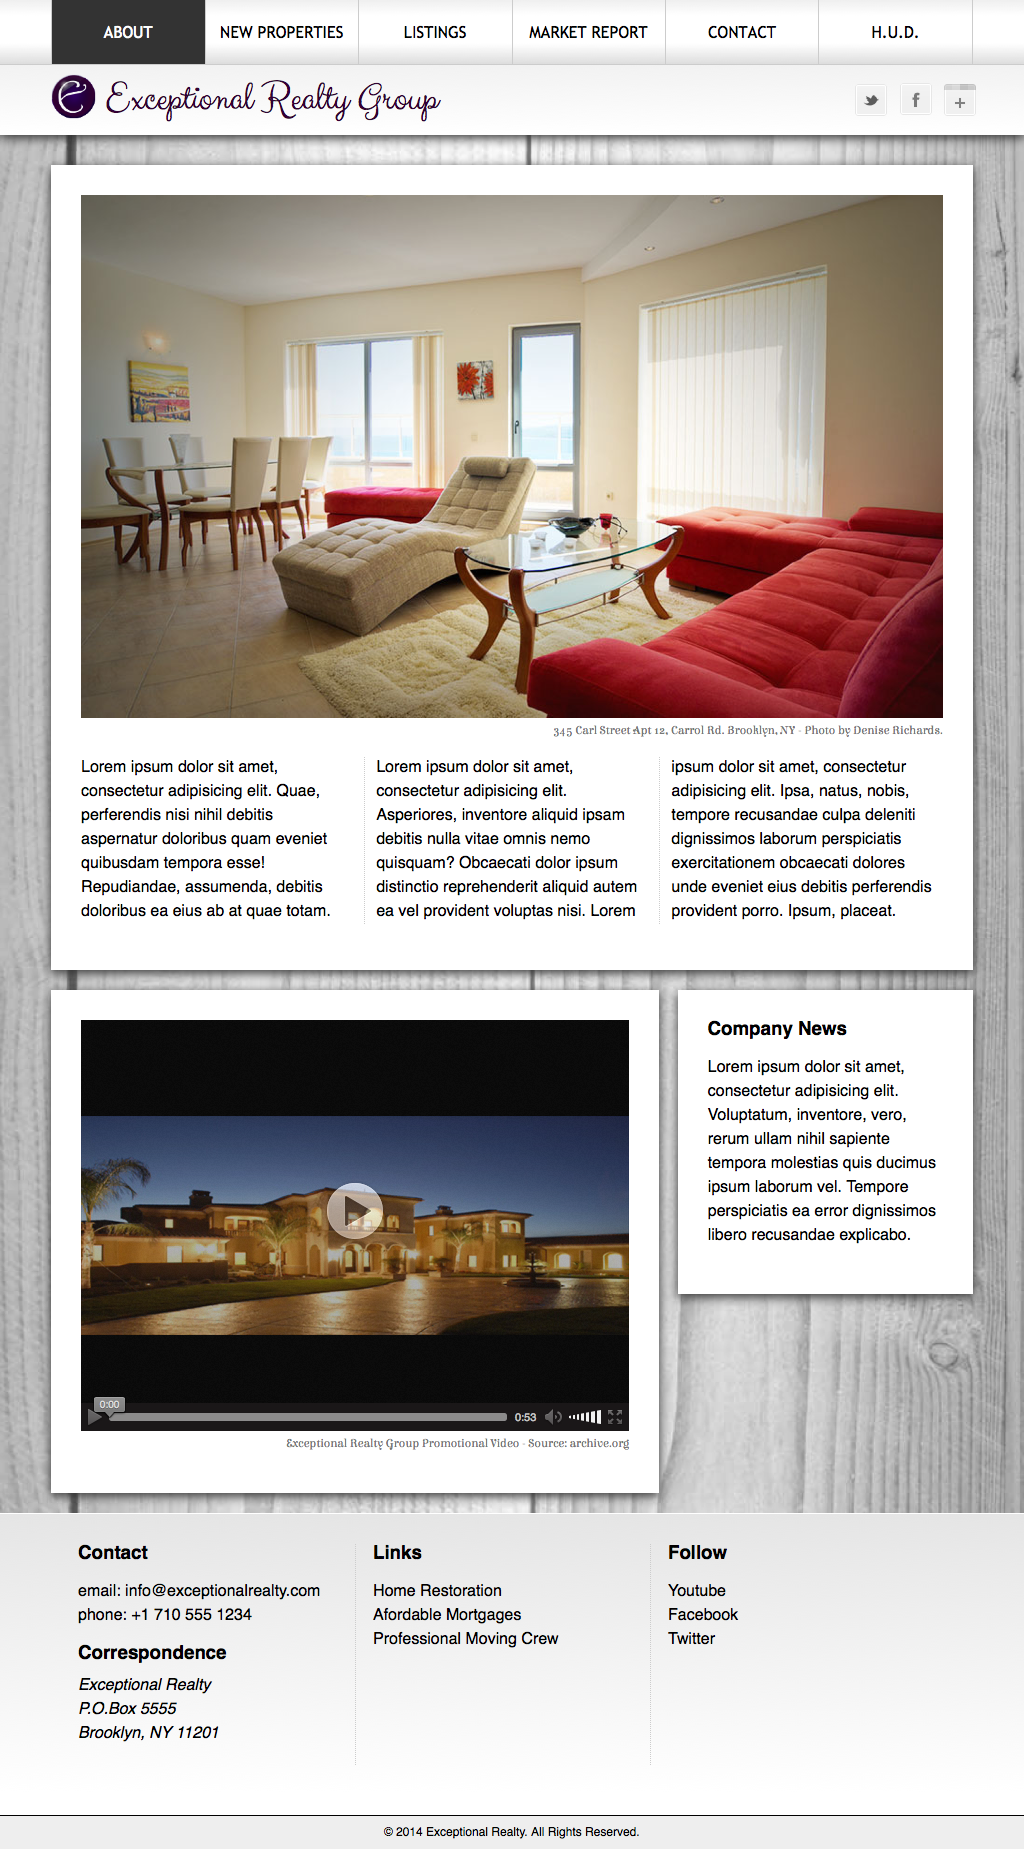 ABOUT
NEW PROPERTIES
LISTINGS
MARKET REPORT
CONTACT
H.U.D.
Exceptional Realty Group
345 Carl Street Apt 12, Carrol Rd. Brooklyn, NY - Photo by Denise Richards.
Lorem ipsum dolor sit amet,
consectetur adipisicing elit. Quae,
perferendis nisi nihil debitis
aspernatur doloribus quam eveniet
quibusdam tempora esse!
Repudiandae, assumenda, debitis
doloribus ea eius ab at quae totam.
Lorem ipsum dolor sit amet,
consectetur adipisicing elit.
Asperiores, inventore aliquid ipsam
debitis nulla vitae omnis nemo
quisquam? Obcaecati dolor ipsum
distinctio reprehenderit aliquid autem
ea vel provident voluptas nisi. Lorem
ipsum dolor sit amet, consectetur
adipisicing elit. Ipsa, natus, nobis,
tempore recusandae culpa deleniti
dignissimos laborum perspiciatis
exercitationem obcaecati dolores
unde eveniet eius debitis perferendis
provident porro. Ipsum, placeat.
0:00
0:53
Exceptional Realty Group Promotional Video - Source: archive.org
Company News
Lorem ipsum dolor sit amet,
consectetur adipisicing elit.
Voluptatum, inventore, vero,
rerum ullam nihil sapiente
tempora molestias quis ducimus
ipsum laborum vel. Tempore
perspiciatis ea error dignissimos
libero recusandae explicabo.
Contact
email: info@exceptionalrealty.com
phone: +1 710 555 1234
Correspondence
Exceptional Realty
P.O.Box 5555
Brooklyn, NY 11201
Links
Home Restoration
Afordable Mortgages
Professional Moving Crew
Follow
Youtube
Facebook
Twitter
© 2014 Exceptional Realty. All Rights Reserved.